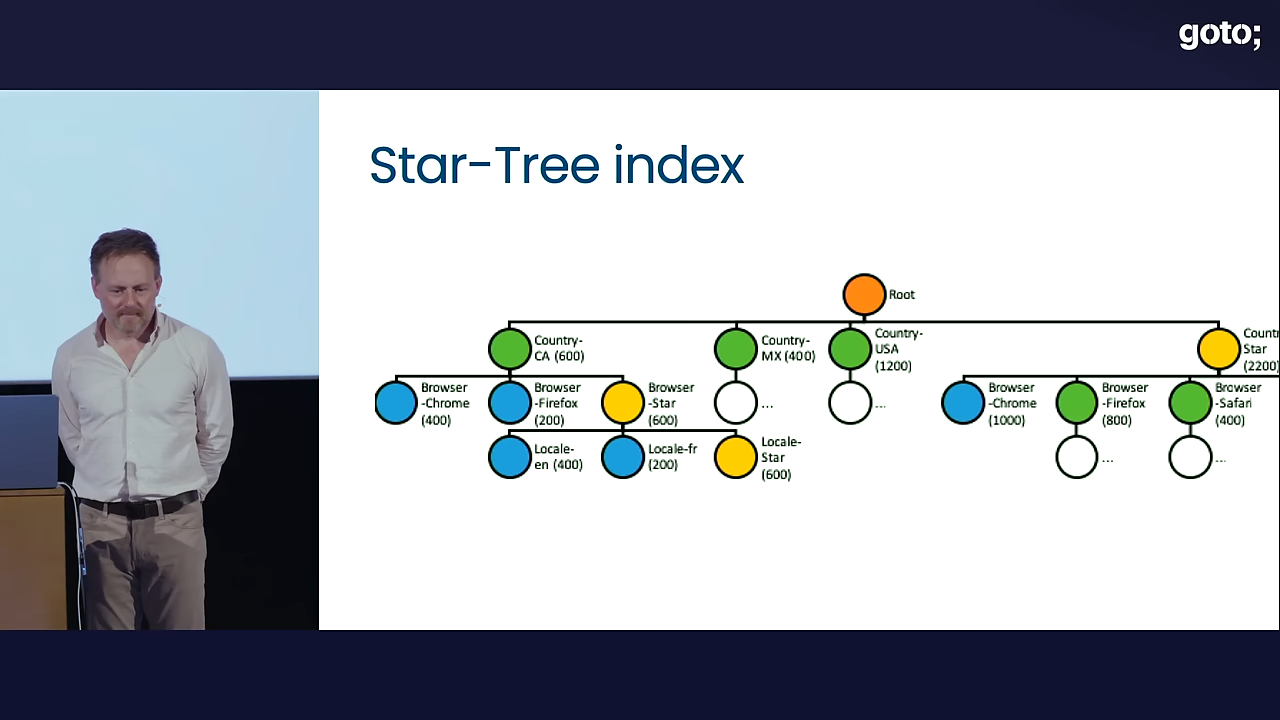 goto;
Star-Tree index
Root
Country-
CA (600)
Country-
MX (400)
Country-
USA
(1200)
Star
(2200)
Browser
-Chrome
(400)
Browser
-Firefox
(200)
Browser
-Star
(600)
...
...
Browser
-Chrome
(1000)
Browser
-Firefox
(800)
Browser
-Safari
(400)
Locale-
en (400)
Locale-fr
(200)
Locale-
Star
(600)
...
...